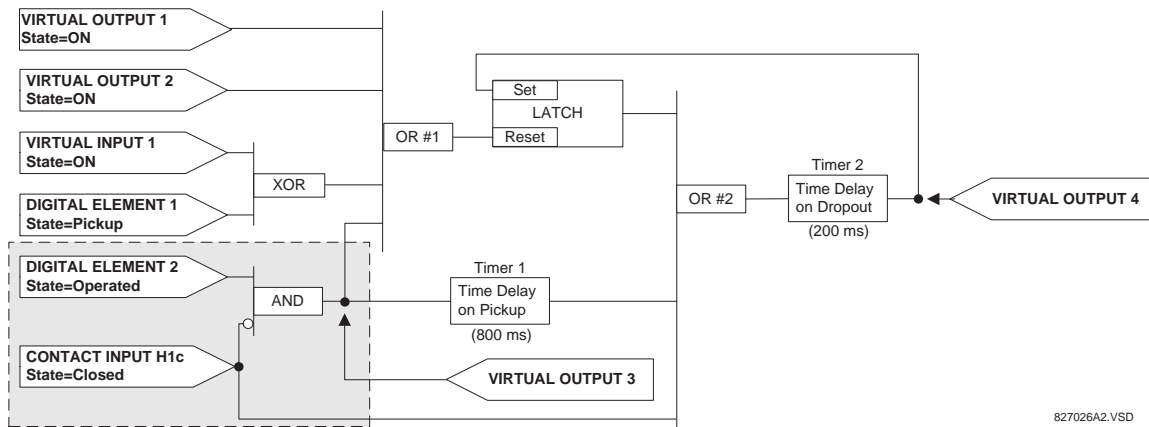 VIRTUAL OUTPUT 1
State=ON
VIRTUAL OUTPUT 2
State=ON
VIRTUAL INPUT 1
State=ON
DIGITAL ELEMENT 1
State=Pickup
DIGITAL ELEMENT 2
State=Operated
CONTACT INPUT H1c
State=Closed
XOR
AND
OR #1
Set
LATCH
Reset
Timer 1
Time Delay
on Pickup
(800 ms)
VIRTUAL OUTPUT 3
OR #2
Timer 2
Time Delay
on Dropout
(200 ms)
VIRTUAL OUTPUT 4
827026A2.VSD